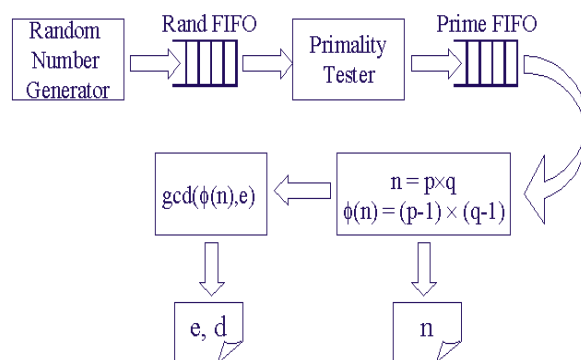 Random
Number
Generator
Rand FIFO
Primality
Tester
Prime FIFO
gcd(ϕ(n),e)
n = p×q
ϕ(n) = (p-1) × (q-1)
e, d
n